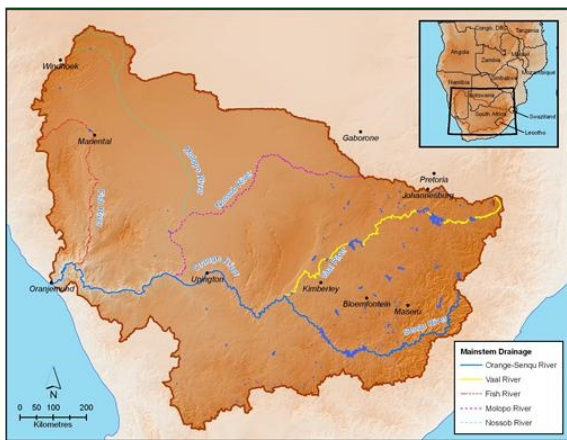 Congo, DRC
Tanzania
Angola
Malawi
Zambia
Mozambique
Zimbabwe
Namibia
Botswana
South Africa
Swaziland
Lesotho
Windhoek
Mariental
Gaborone
Molopo River
Nossob River
Pretoria
Johannesburg
Fish River
Vaal River
Orange River
Oranjemund
Upington
Kimberley
Bloemfontein
Maseru
Senqu River
N
0 50 100 200
Kilometres
Mainstem Drainage
Orange-Senqu River
Vaal River
Fish River
Molopo River
Nossob River